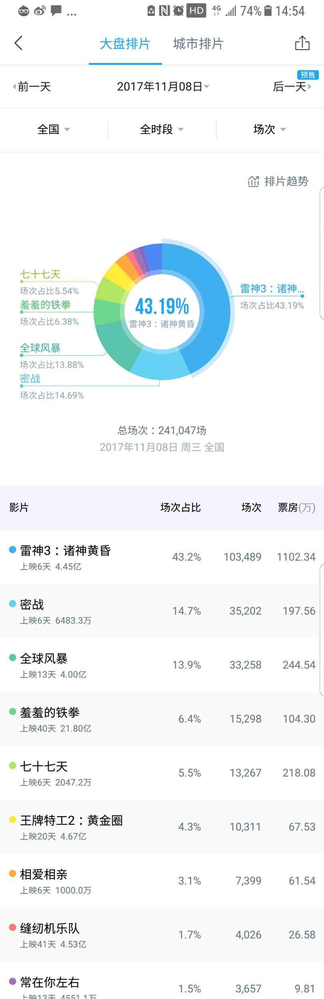 ... HD 4G 74% 14:54
大盘排片 城市排片
预售
前一天 2017年11月08日 后一天
全国 全时段 场次
排片趋势
七十七天
场次占比5.54%
羞羞的铁拳
场次占比6.38%
全球风暴
场次占比13.88%
密战
场次占比14.69%
43.19%
雷神3：诸神黄昏
雷神3：诸神...
场次占比43.19%
总场次：241,047场
2017年11月08日 周三 全国
影片 场次占比 场次 票房(万)
雷神3：诸神黄昏 43.2% 103,489 1102.34
上映6天 4.45亿
密战 14.7% 35,202 197.56
上映6天 6483.3万
全球风暴 13.9% 33,258 244.54
上映13天 4.00亿
羞羞的铁拳 6.4% 15,298 104.30
上映40天 21.80亿
七十七天 5.5% 13,267 218.08
上映6天 2047.2万
王牌特工2：黄金圈 4.3% 10,311 67.53
上映20天 4.67亿
相爱相亲 3.1% 7,399 61.54
上映6天 1000.0万
缝纫机乐队 1.7% 4,026 26.58
上映41天 4.53亿
常在你左右 1.5% 3,657 9.81
上映13天 4551.1万